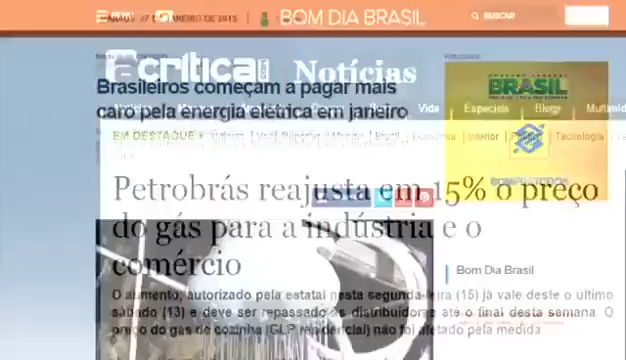 BOM DIA BRASIL
BUSCAR
acrítica.com Notícias
BRASIL
Brasileiros começam a pagar mais
caro pela energia elétrica em janeiro
Vida Especiais Blogs Multimíd
EM DESTAQUE
Economia Interior Tecnologia
Petrobrás reajusta em 15% o preço
do gás para a indústria e o
comércio
Bom Dia Brasil
O aumento, autorizado pela estatal nesta segunda-feira (15) já vale deste o último
sábado (13) e deve ser repassado às distribuidoras até o final desta semana. O
preço do gás de cozinha (GLP residencial) não foi afetado pela medida